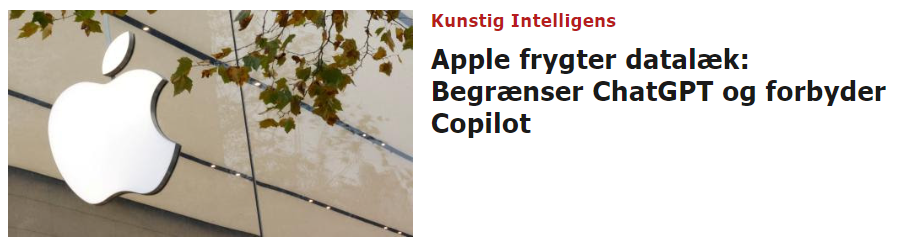 Kunstig Intelligens
Apple frygter datalæk:
Begrænser ChatGPT og forbyder
Copilot